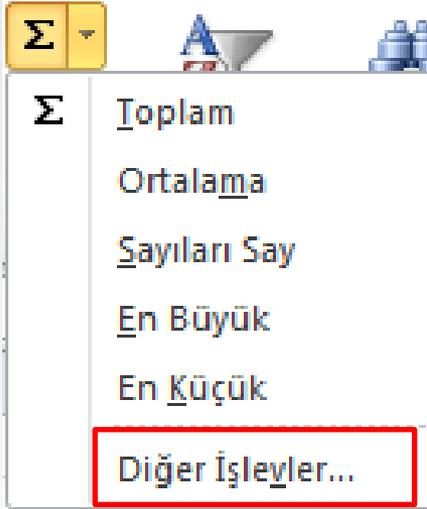 Σ
Σ Toplam
Ortalama
Sayıları Say
En Büyük
En Küçük
Diğer İşlevler...